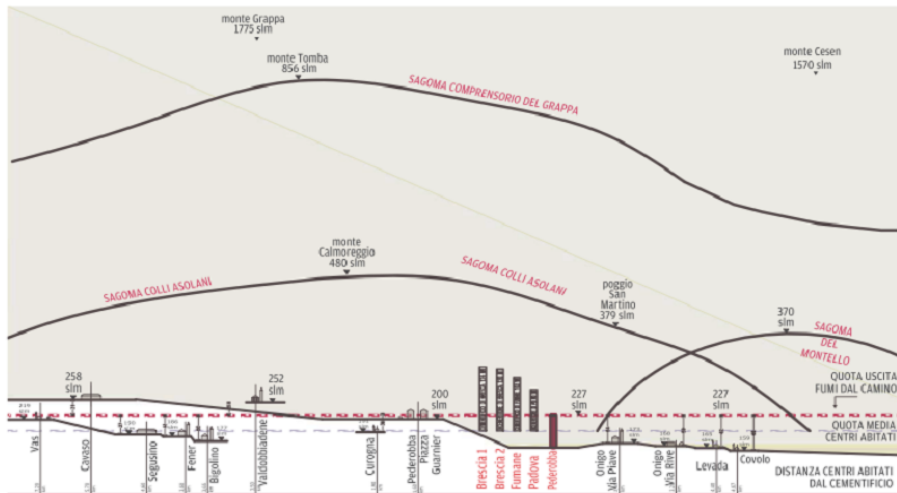 monte Grappa
1775 slm
monte Tomba
856 slm
monte Cesen
1570 slm
SAGOMA COMPRENSORIO DEL GRAPPA
monte
Calmoreggio
480 slm
SAGOMA COLLI ASOLANI
SAGOMA COLLI ASOLANI
poggio
San
Martino
379 slm
370
slm
SAGOMA
DEL
MONTELLO
258
slm
252
slm
200
slm
227
slm
227
slm
QUOTA USCITA
FUMI DAL CAMINO
QUOTA MEDIA
CENTRI ABITATI
DISTANZA CENTRI ABITATI
DAL CEMENTIFICIO
Vas
Cavaso
Segusino
Fener
Bigolino
Valdobbiadene
Curogna
Pederobba
Piazza
Guarnier
Brescia 1
Brescia 2
Fumane
Padova
Pederobba
Onigo
Via Piave
Onigo
Via Rive
Levada
Covolo